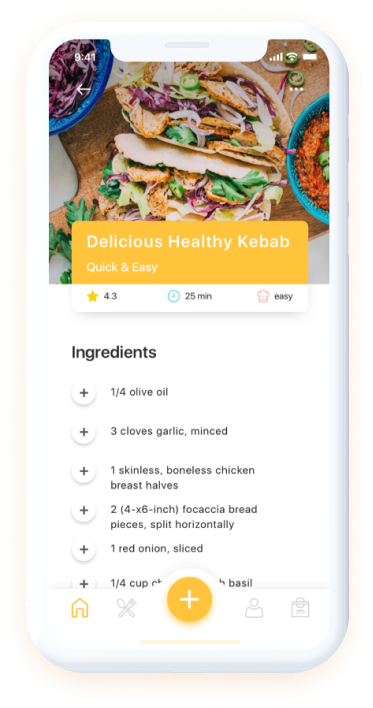 9:41
Delicious Healthy Kebab
Quick & Easy
4.3
25 min
easy
Ingredients
1/4 olive oil
3 cloves garlic, minced
1 skinless, boneless chicken
breast halves
2 (4-x6-inch) focaccia bread
pieces, split horizontally
1 red onion, sliced
1/4 cup basil